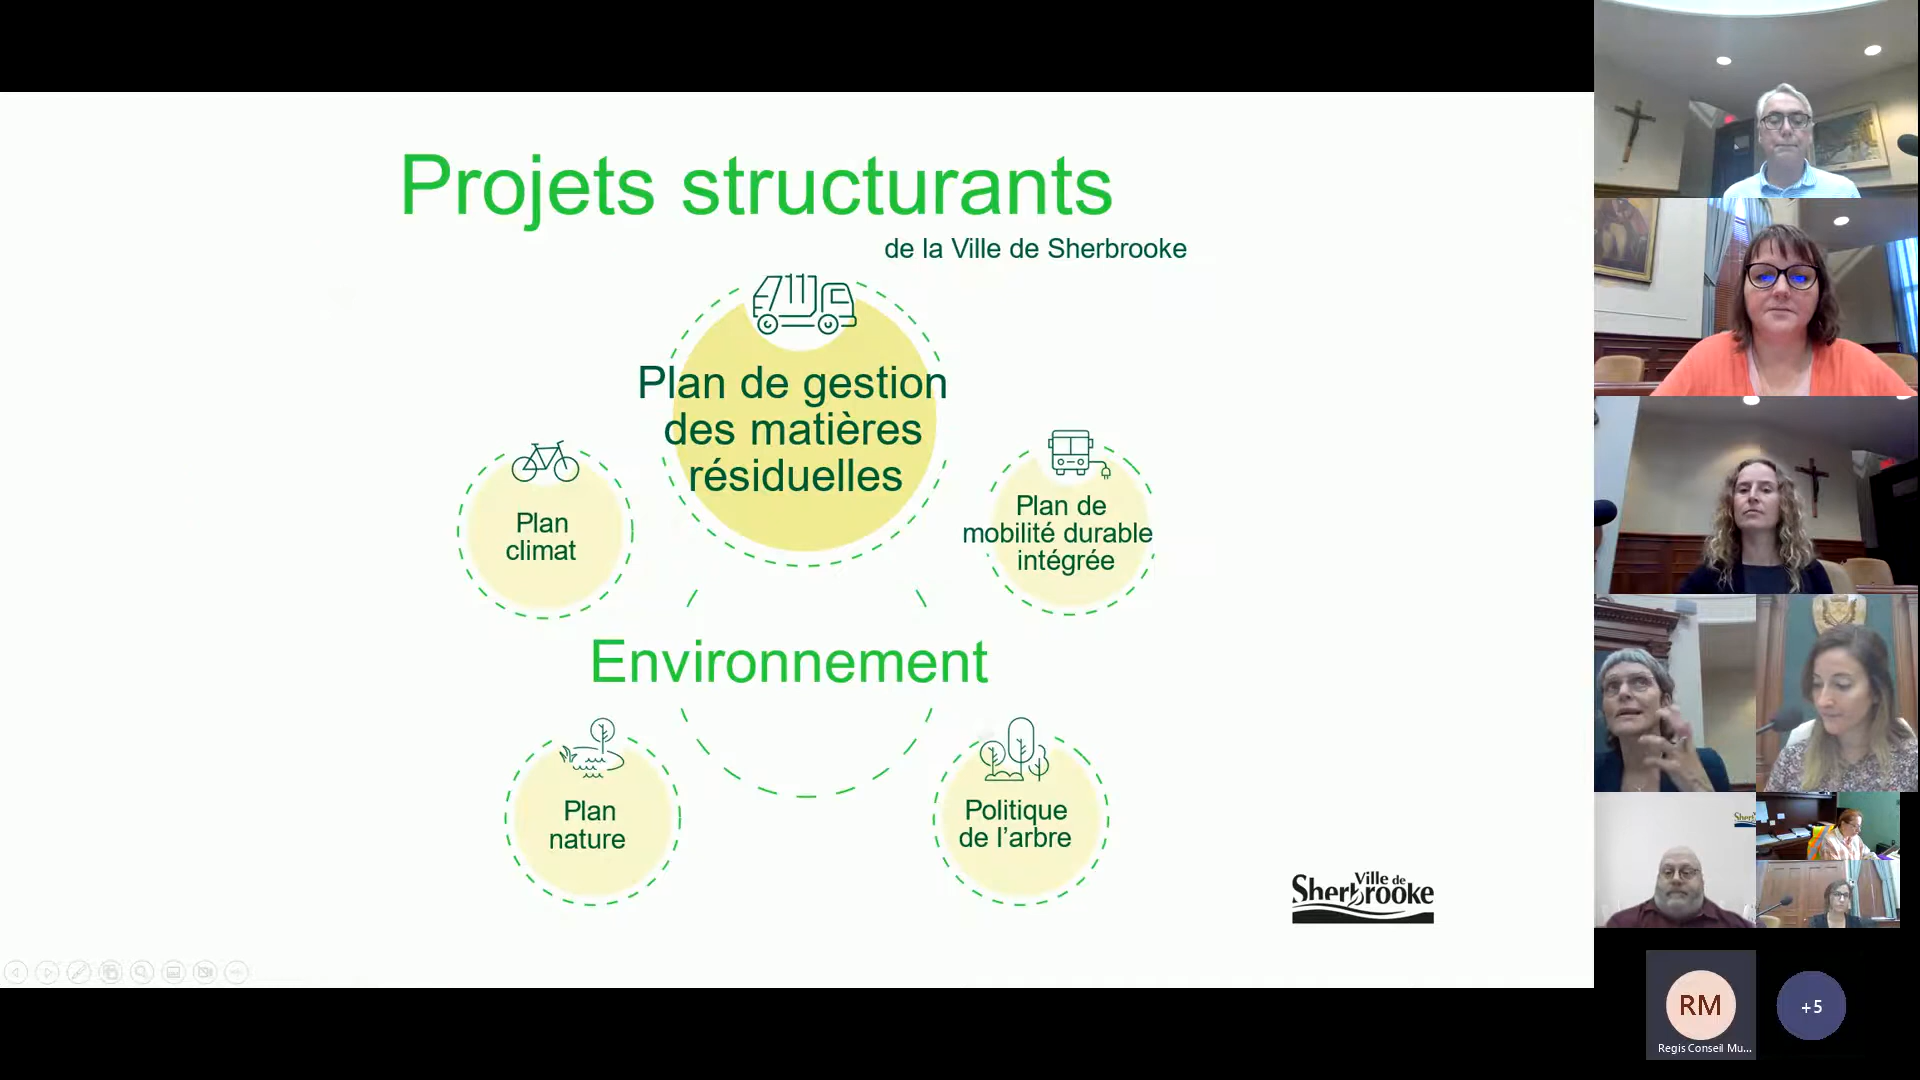 Projets structurants
de la Ville de Sherbrooke
Plan de gestion
des matières
résiduelles
Plan
climat
Plan de
mobilité durable
intégrée
Environnement
Plan
nature
Politique
de l’arbre
Ville de
Sherbrooke
RM
+5
Regis Conseil Mu...